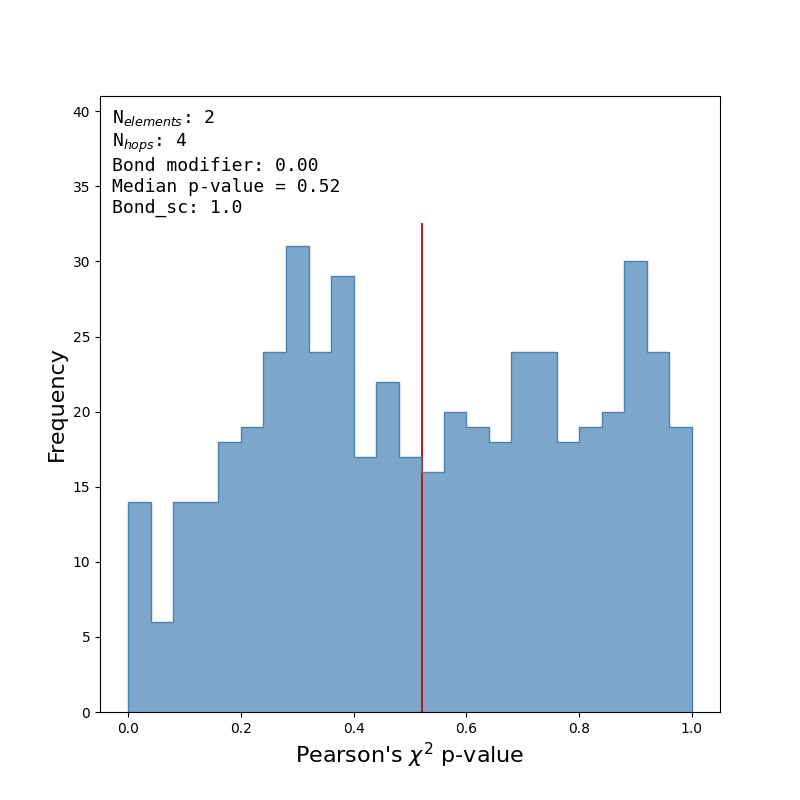 N_elements: 2
N_hops: 4
Bond modifier: 0.00
Median p-value = 0.52
Bond_sc: 1.0
40
35
30
25
20
15
10
5
0
Frequency
0.0 0.2 0.4 0.6 0.8 1.0
Pearson's χ² p-value